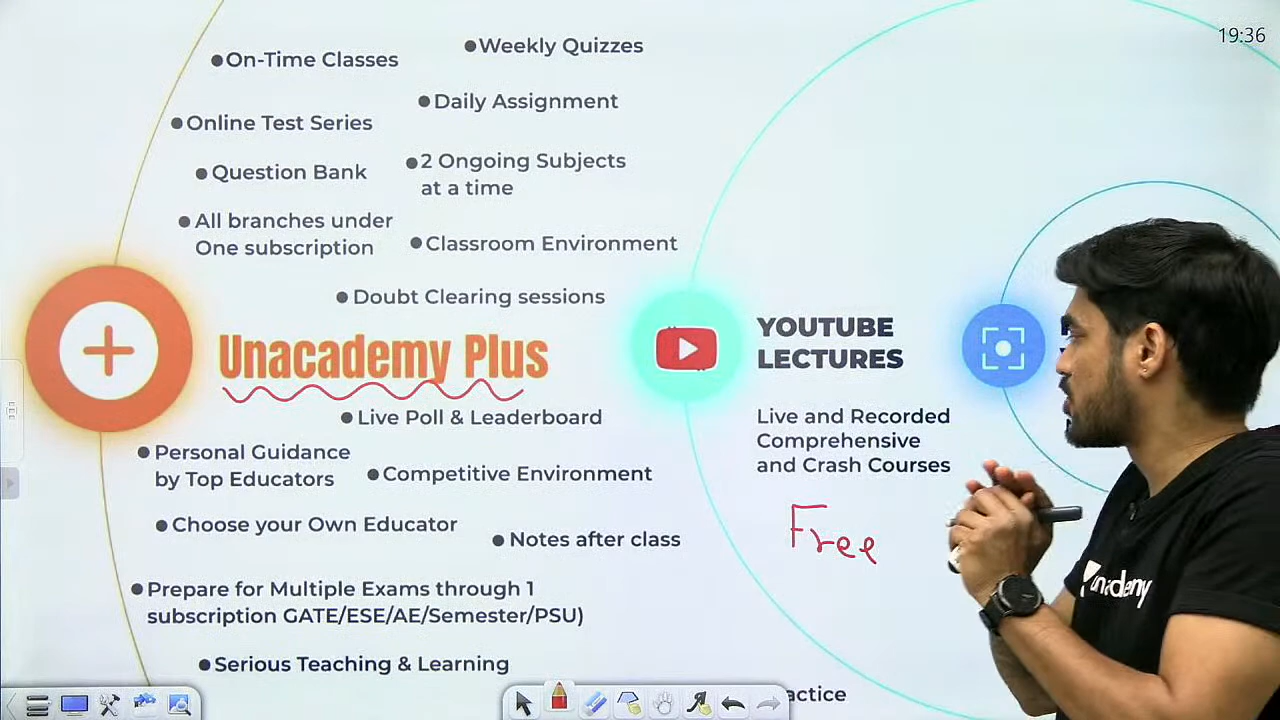 19:36
●Weekly Quizzes
●On-Time Classes
●Daily Assignment
●Online Test Series
●2 Ongoing Subjects
at a time
●Question Bank
●All branches under
One subscription
●Classroom Environment
●Doubt Clearing sessions
Unacademy Plus
YOUTUBE
LECTURES
●Live Poll & Leaderboard
Live and Recorded
Comprehensive
and Crash Courses
●Personal Guidance
by Top Educators
●Competitive Environment
Free
●Choose your Own Educator
●Notes after class
●Prepare for Multiple Exams through 1
subscription GATE/ESE/AE/Semester/PSU)
●Serious Teaching & Learning
unacademy